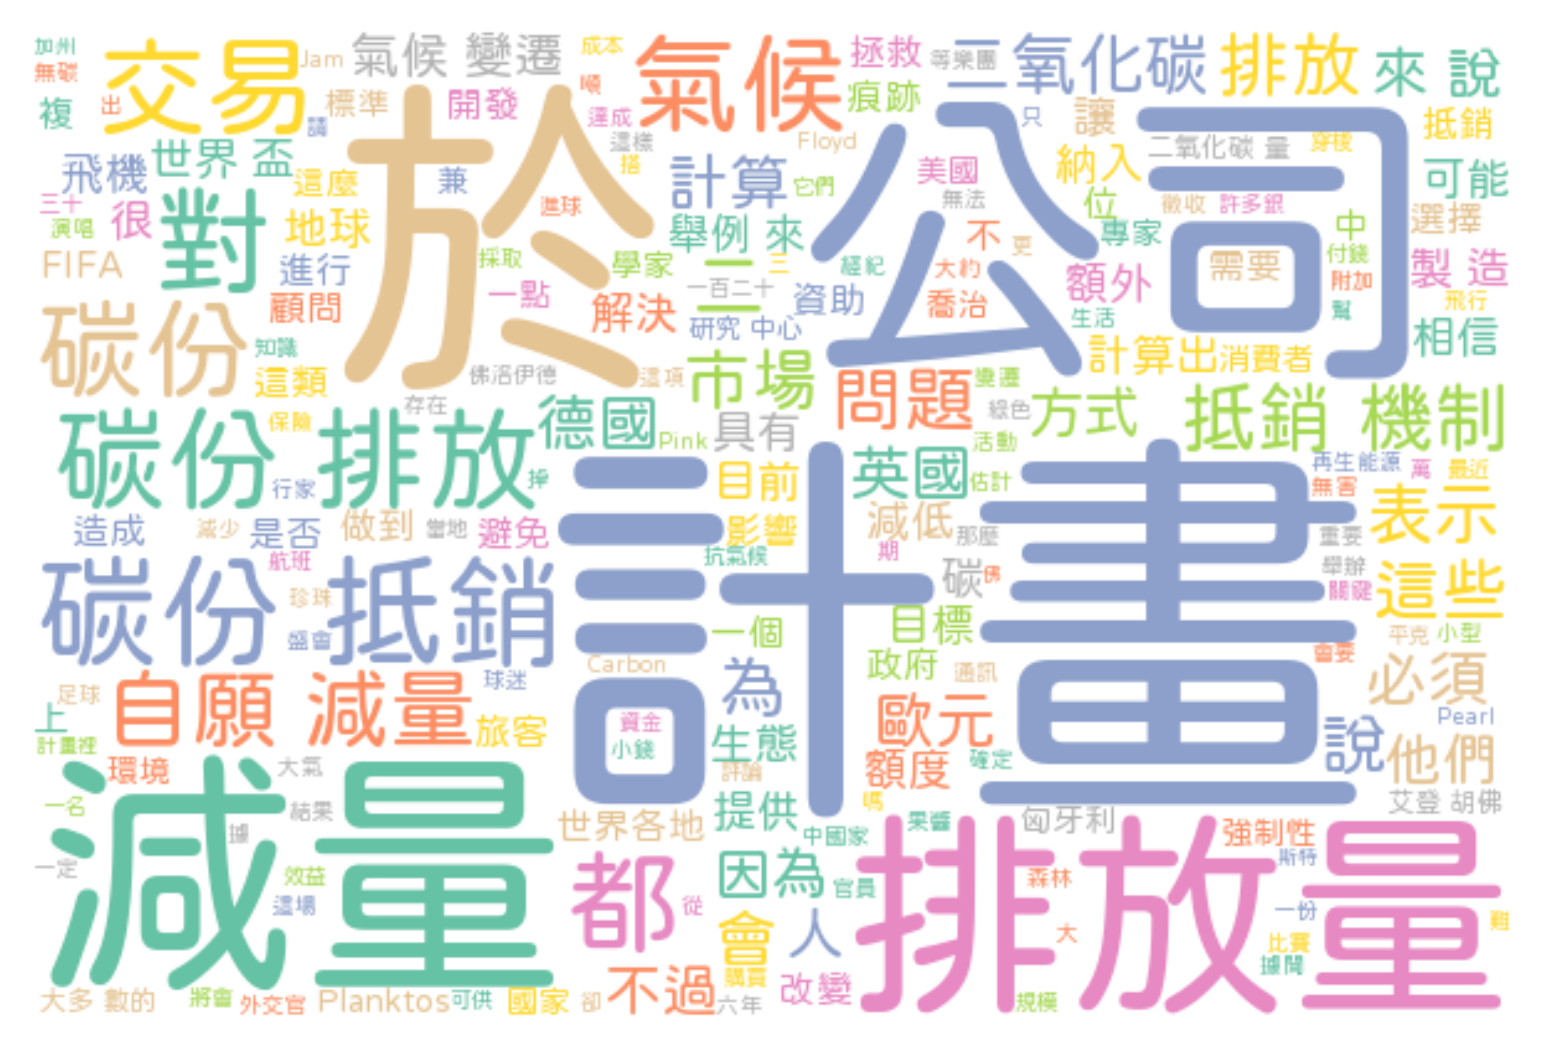 加州
Jam
氣候 變遷
成本
氣候
拯救
等樂團
二氧化碳
排放
來 說
無碳
交易
標準
開發
嘴
痕跡
讓
抵銷
複
出
請
達成
這樣
Floyd
只
公司
二氧化碳 量
穿梭
飛機
世界 盃
這麼
兼
於
搭
計算
它們
美國
無法
納入
位
徵收
許多銀
可能
三十
很
對
地球
進球
舉例 來
不
更
專家
中
選擇
演唱
FIFA
進行
採取
學家
二
三
經紀
大約
額外
需要
付錢
附加
製 造
顧問
一點
解決
一百二十
資助
喬治
生活
幫
飛行
碳份
知識
研究 中心
計算出
消費者
相信
這類
佛洛伊德
這項
市場
問題
變遷
存在
保險
綠色
方式
抵銷 機制
碳份 排放
德國
Pink
具有
活動
行家
掉
目前
英國
估計
再生能源
萬
最近
無害
造成
減少
是否
做到
當地
避免
影響
減低
那麼
重要
表示
航班
抗氣候
期
計畫
碳
佛
舉辦
關鍵
這些
碳份 抵銷
珍珠
盛會
一個
目標
平克
小型
Carbon
政府
通訊
會要
必須
足球
自願 減量
球迷
旅客
為
資金
小錢
歐元
Pearl
上
計畫裡
生態
評論
額度
確定
說
他們
環境
大氣
一名
結果
據
減量
世界各地
提供
嗎
中國家
果醬
匈牙利
艾登 胡佛
強制性
一定
效益
這場
都
從
因為
官員
森林
斯特
一份
會
人
大
比賽
據聞
難
排放量
大多 數的
將會
外交官
Planktos
可供
國家
卻
不過
購買
六年
改變
規模